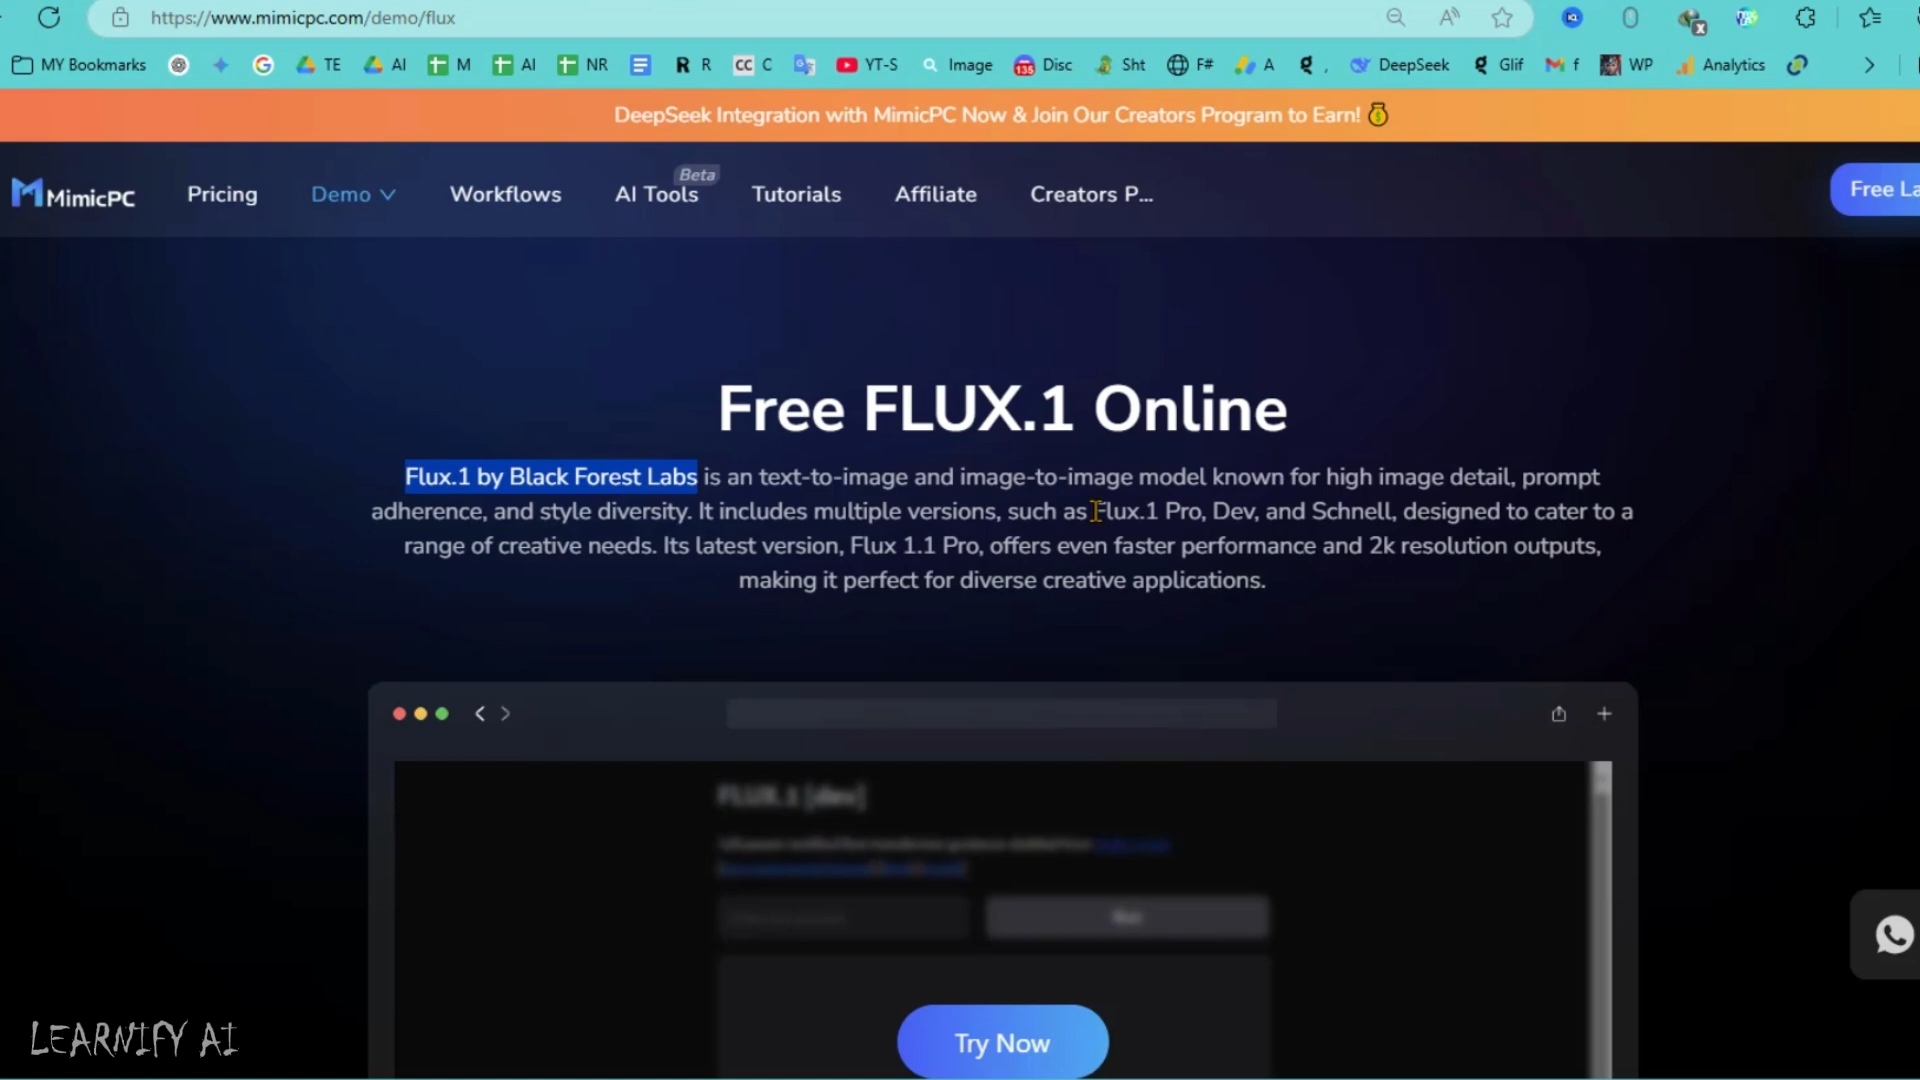 https://www.mimicpc.com/demo/flux
MY Bookmarks TE AI M AI NR R R CC C YT-S Image 135 Disc Sht F# A g , DeepSeek g Glif f WP Analytics
DeepSeek Integration with MimicPC Now & Join Our Creators Program to Earn!
MimicPC Pricing Demo Workflows AI Tools Beta Tutorials Affiliate Creators P... Free La
Free FLUX.1 Online
Flux.1 by Black Forest Labs is an text-to-image and image-to-image model known for high image detail, prompt
adherence, and style diversity. It includes multiple versions, such as Flux.1 Pro, Dev, and Schnell, designed to cater to a
range of creative needs. Its latest version, Flux 1.1 Pro, offers even faster performance and 2k resolution outputs,
making it perfect for diverse creative applications.
FLUX.1 [dev]
Try Now
LEARNIFY AI